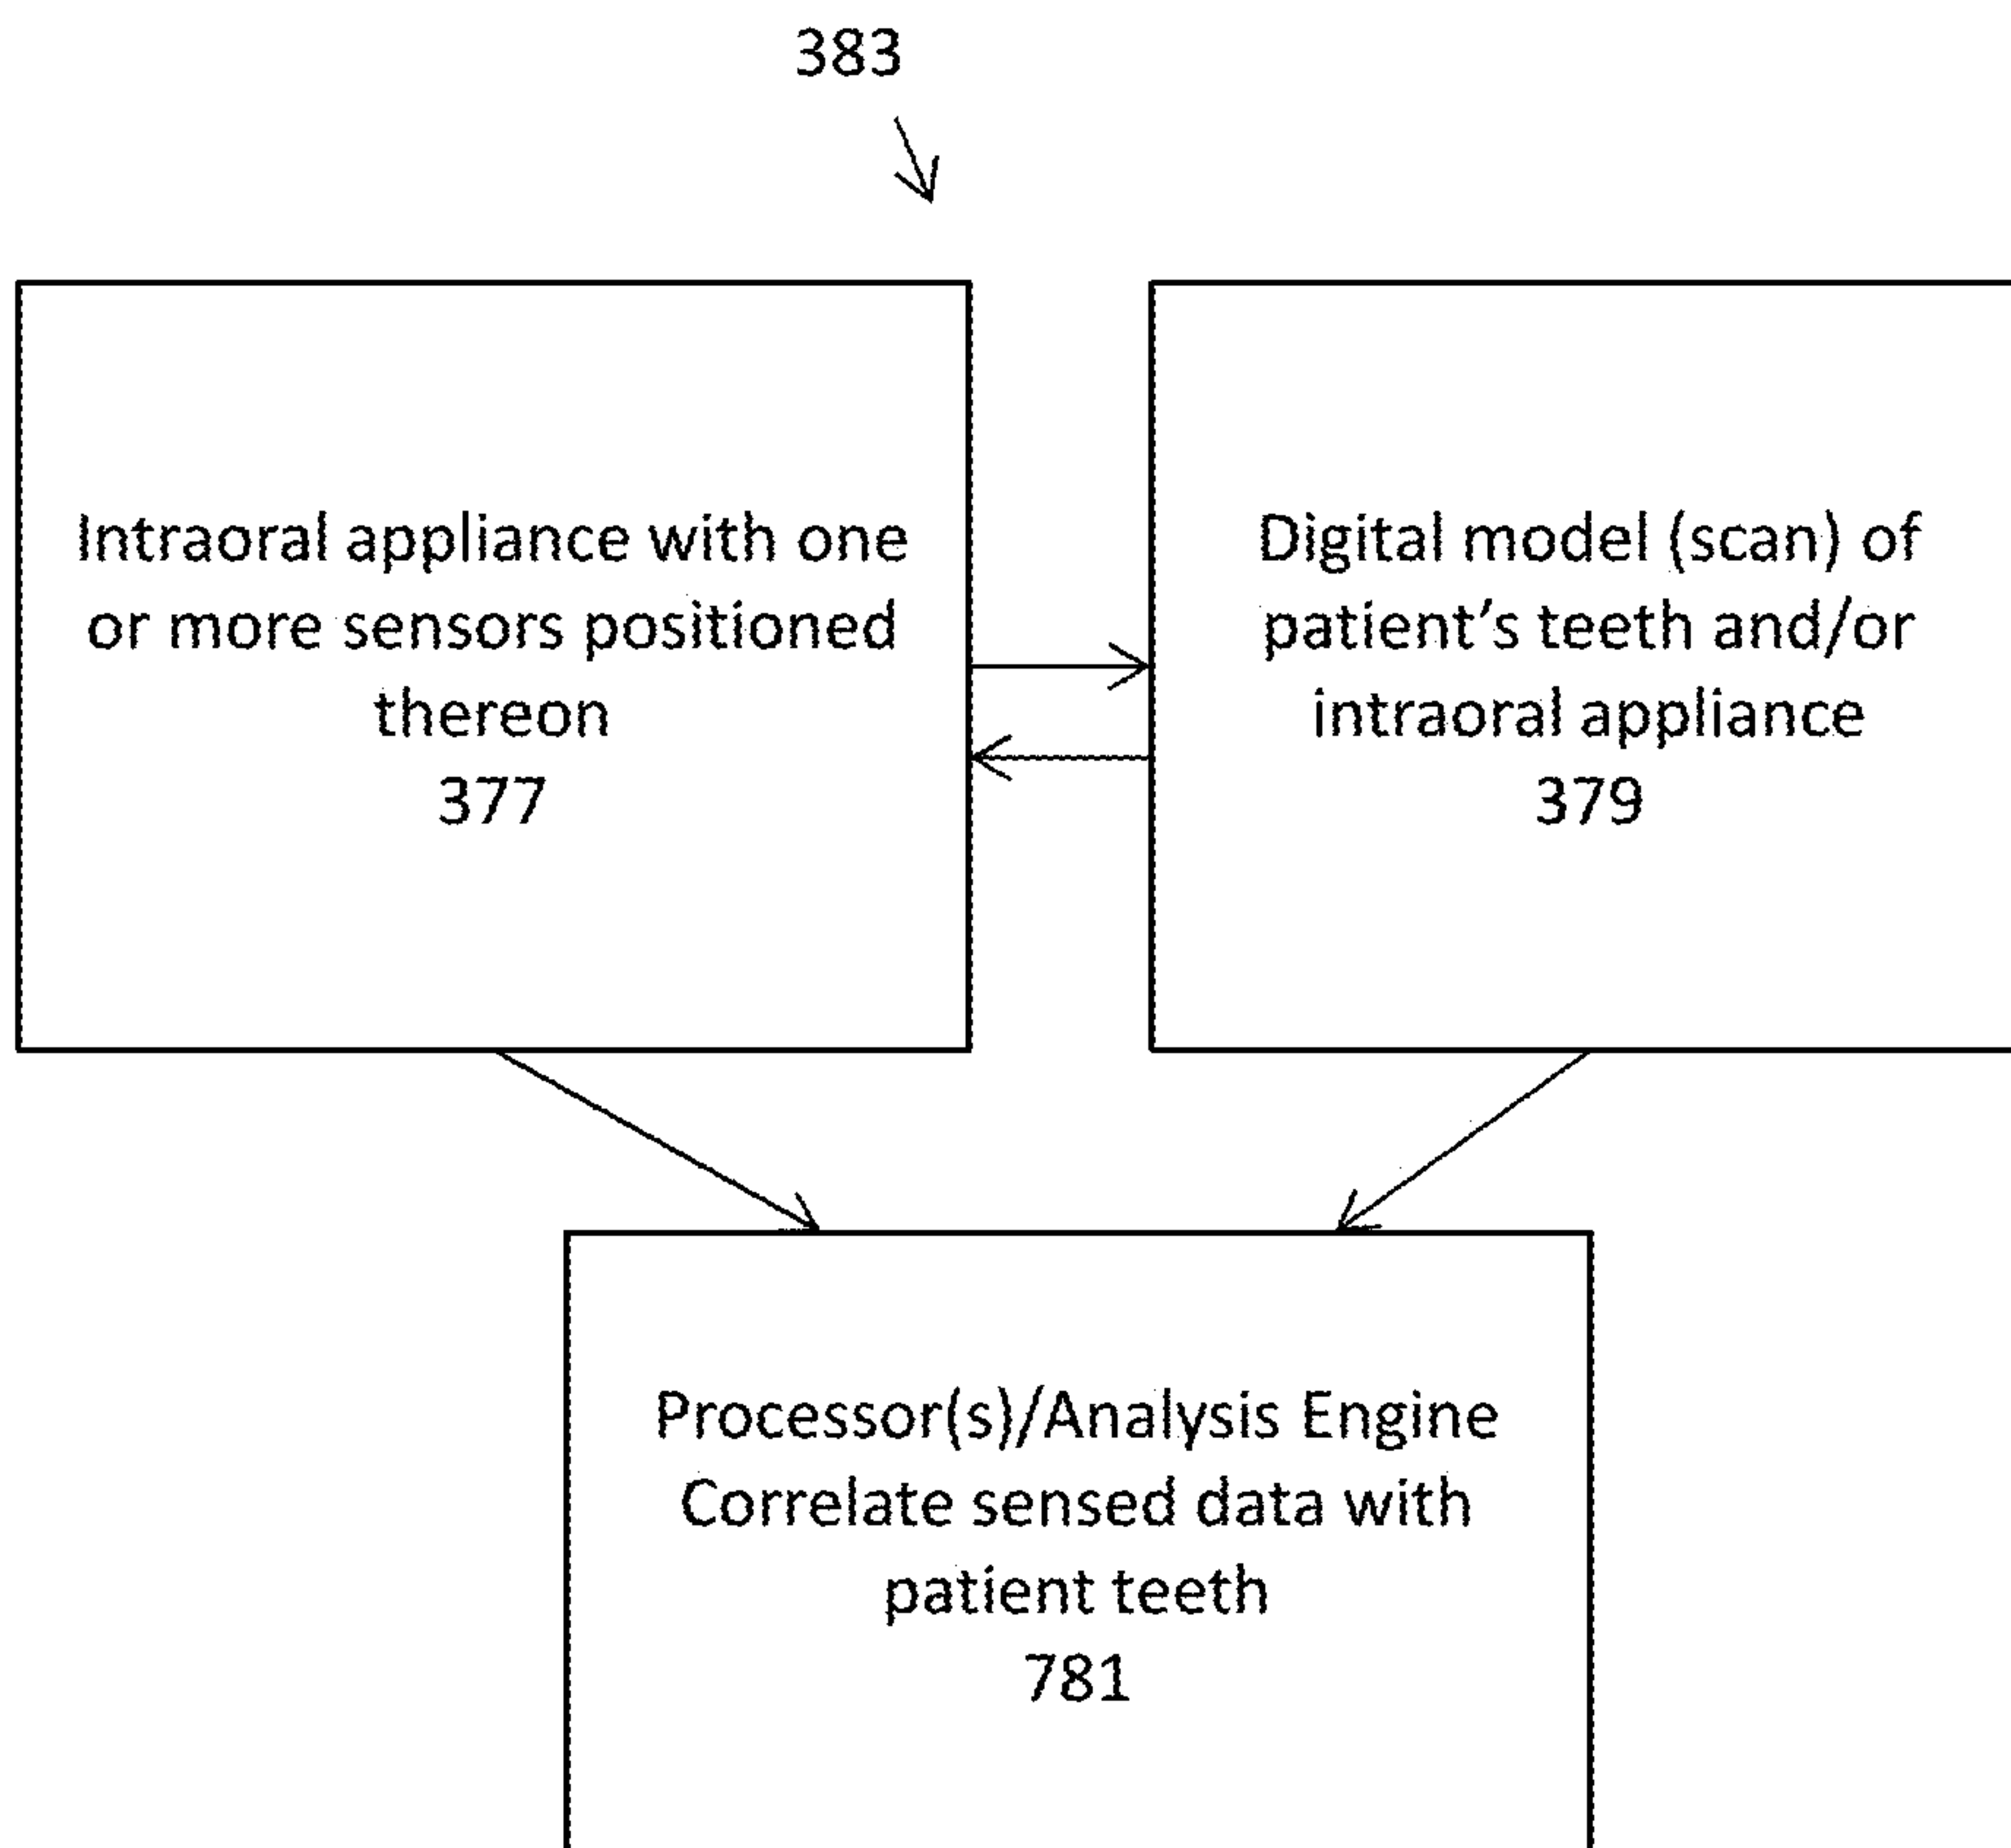 383
Intraoral appliance with one
or more sensors positioned
thereon
377
Digital model (scan) of
patient's teeth and/or
intraoral appliance
379
Processor(s)/Analysis Engine
Correlate sensed data with
patient teeth
781